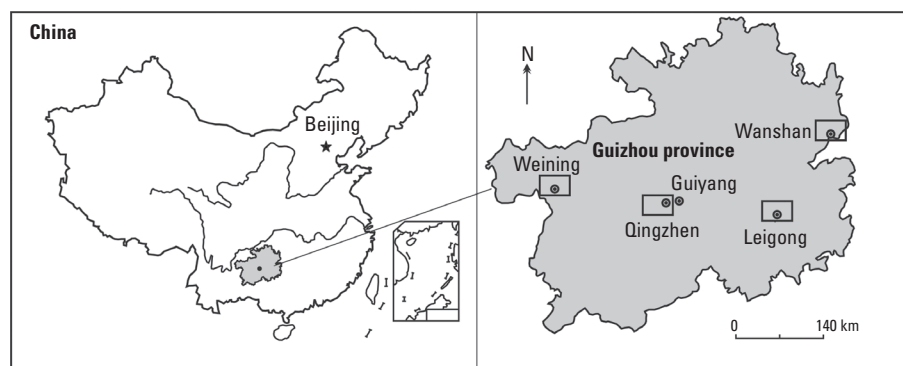 China
Beijing
N
Wanshan
Guizhou province
Weining
Guiyang
Qingzhen
Leigong
0 140 km